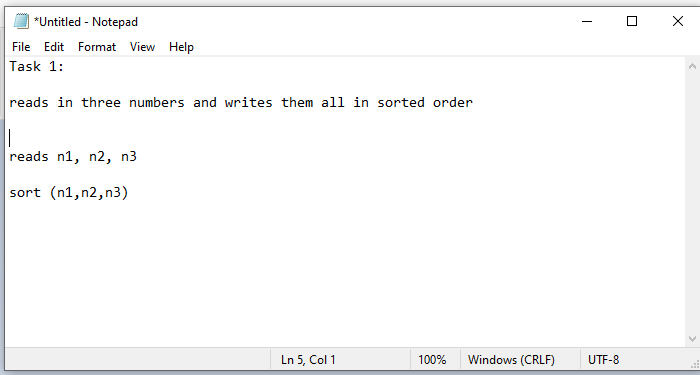 *Untitled - Notepad
File Edit Format View Help
Task 1:
reads in three numbers and writes them all in sorted order
reads n1, n2, n3
sort (n1,n2,n3)
Ln 5, Col 1 100% Windows (CRLF) UTF-8